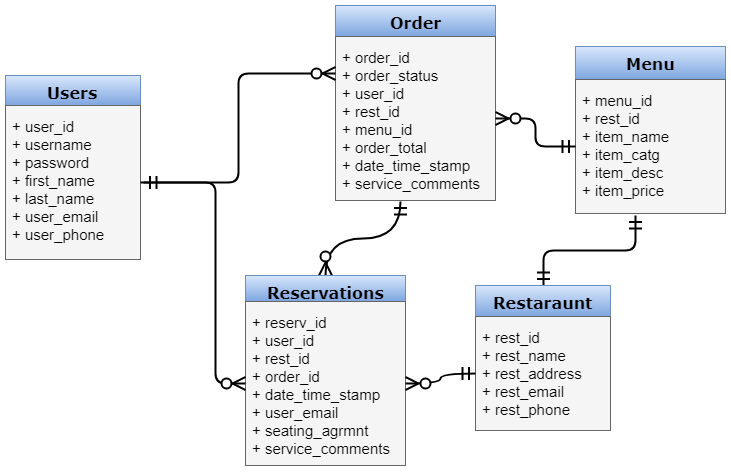 Order
+ order_id
+ order_status
+ user_id
+ rest_id
+ menu_id
+ order_total
+ date_time_stamp
+ service_comments
Menu
+ menu_id
+ rest_id
+ item_name
+ item_catg
+ item_desc
+ item_price
Users
+ user_id
+ username
+ password
+ first_name
+ last_name
+ user_email
+ user_phone
Reservations
+ reserv_id
+ user_id
+ rest_id
+ order_id
+ date_time_stamp
+ user_email
+ seating_agrmnt
+ service_comments
Restaraunt
+ rest_id
+ rest_name
+ rest_address
+ rest_email
+ rest_phone